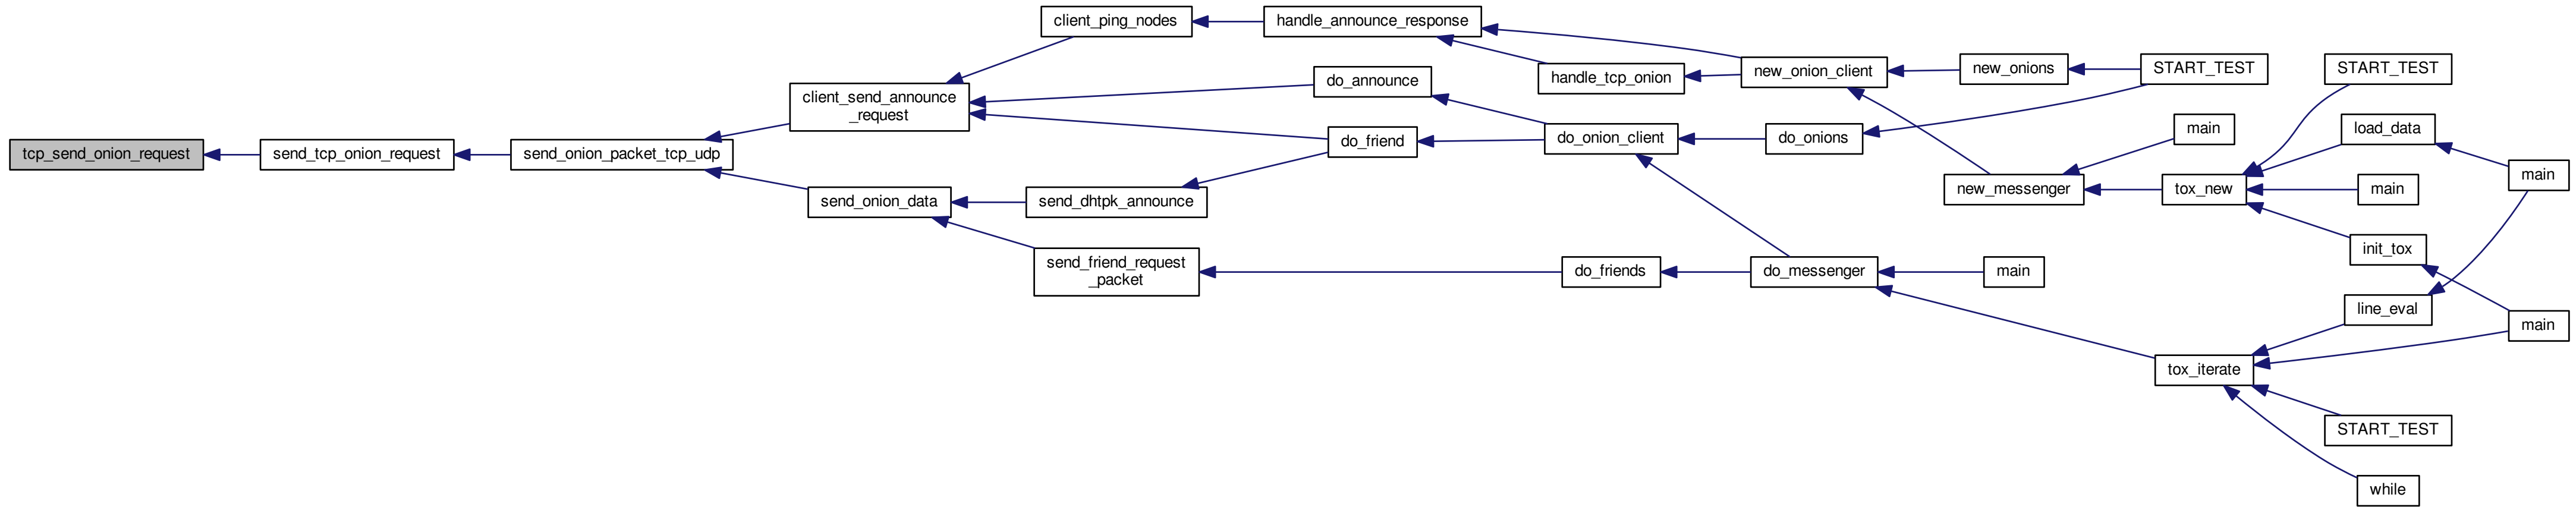 tcp_send_onion_request
send_tcp_onion_request
send_onion_packet_tcp_udp
client_send_announce
_request
send_onion_data
client_ping_nodes
send_dhtpk_announce
send_friend_request
_packet
handle_announce_response
do_announce
do_friend
handle_tcp_onion
do_onion_client
do_friends
new_onion_client
do_onions
do_messenger
new_onions
new_messenger
main
START_TEST
main
tox_new
tox_iterate
START_TEST
load_data
main
init_tox
line_eval
START_TEST
while
main
main